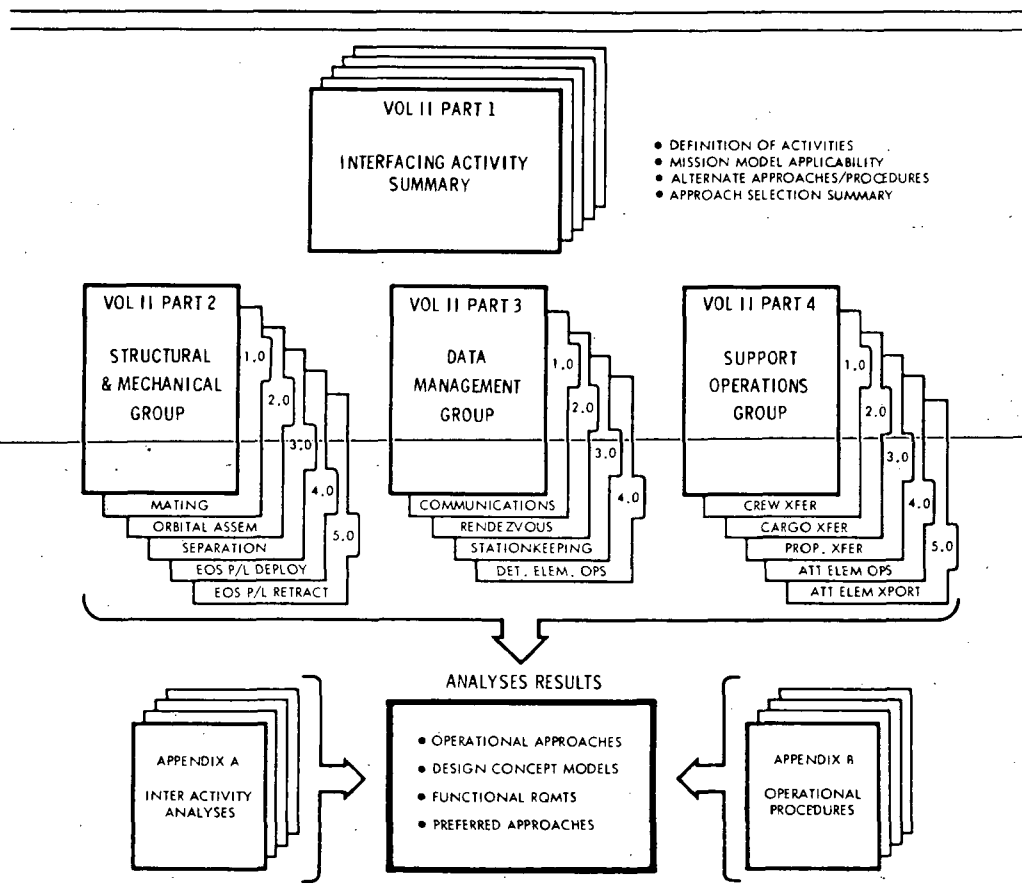 VOL II PART 1
INTERFACING ACTIVITY
SUMMARY
• DEFINITION OF ACTIVITIES
• MISSION MODEL APPLICABILITY
• ALTERNATE APPROACHES/PROCEDURES
• APPROACH SELECTION SUMMARY
VOL II PART 2
STRUCTURAL
& MECHANICAL
GROUP
1.0
2.0
3.0
4.0
5.0
MATING
ORBITAL ASSEM
SEPARATION
EOS P/L DEPLOY
EOS P/L RETRACT
VOL II PART 3
DATA
MANAGEMENT
GROUP
1.0
2.0
3.0
4.0
COMMUNICATIONS
RENDEZVOUS
STATIONKEEPING
DET. ELEM. OPS
VOL II PART 4
SUPPORT
OPERATIONS
GROUP
1.0
2.0
3.0
4.0
5.0
CREW XFER
CARGO XFER
PROP. XFER
ATT ELEM OPS
ATT ELEM XPORT
ANALYSES RESULTS
• OPERATIONAL APPROACHES
• DESIGN CONCEPT MODELS
• FUNCTIONAL RQMTS
• PREFERRED APPROACHES
APPENDIX A
INTER ACTIVITY
ANALYSES
APPENDIX B
OPERATIONAL
PROCEDURES